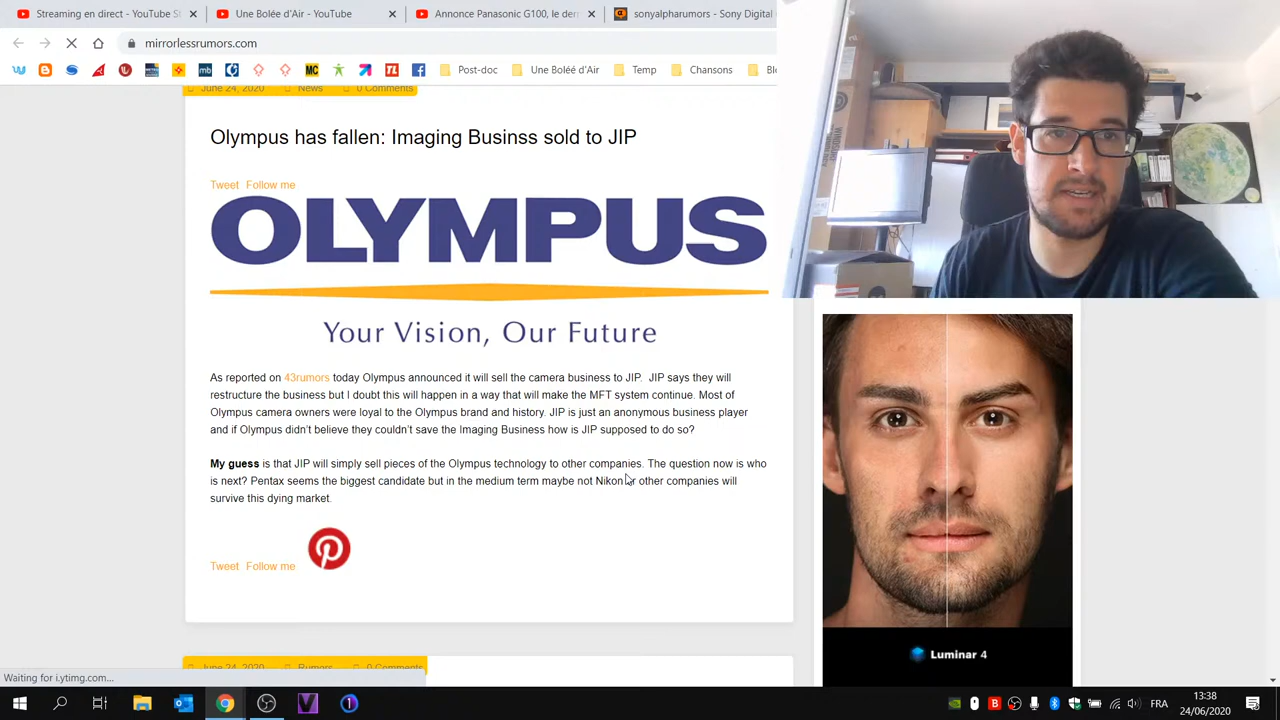 Streaming en direct - YouTube St
Une Bolée d'Air - YouTube
Annonce Panasonic G100, le der
sonyalpharumors - Sony Digital
mirrorlessrumors.com
MC
Post-doc
Une Boléé d'Air
Temp
Chansons
June 24, 2020 News 0 Comments
Olympus has fallen: Imaging Businss sold to JIP
Tweet Follow me
OLYMPUS
Your Vision, Our Future
As reported on 43rumors today Olympus announced it will sell the camera business to JIP. JIP says they will
restructure the business but I doubt this will happen in a way that will make the MFT system continue. Most of
Olympus camera owners were loyal to the Olympus brand and history. JIP is just an anonymous business player
and if Olympus didn't believe they couldn't save the Imaging Business how is JIP supposed to do so?
My guess is that JIP will simply sell pieces of the Olympus technology to other companies. The question now is who
is next? Pentax seems the biggest candidate but in the medium term maybe not Nikon or other companies will
survive this dying market.
Tweet Follow me
Luminar 4
June 24, 2020 Rumors 0 Comments
Waiting for i.ytimg.com...
FR
13:38
24/06/2020